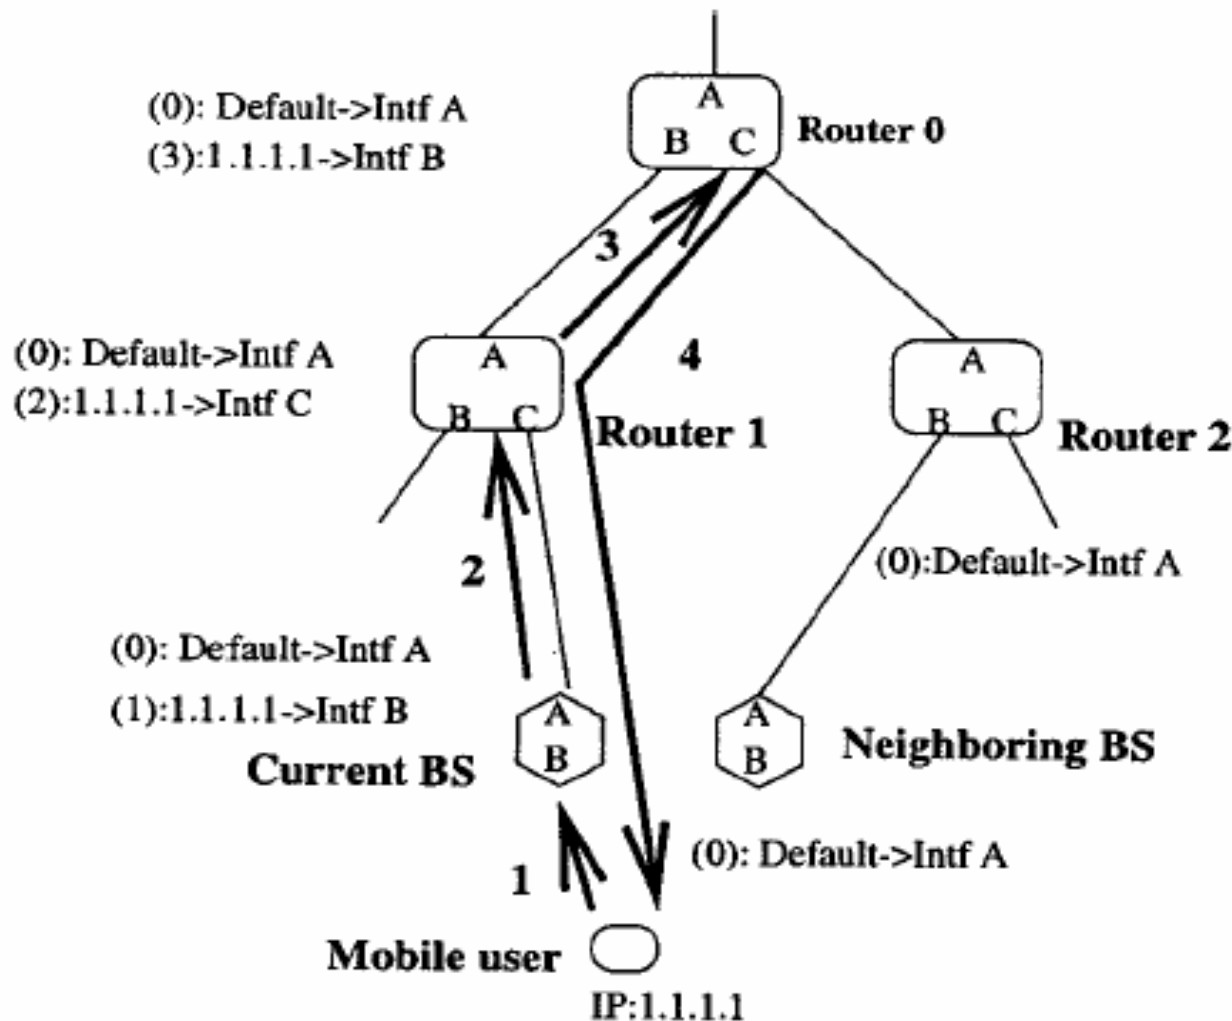 A
(0): Default->Intf A
B C
Router 0
(3):1.1.1.1->Intf B
3
(0): Default->Intf A
A
4
A
(2):1.1.1.1->Intf C
B C
Router 1
B C
Router 2
2
(0):Default->Intf A
(0): Default->Intf A
(1):1.1.1.1->Intf B
A
B
Current BS
A
B
Neighboring BS
1
(0): Default->Intf A
Mobile user
IP:1.1.1.1